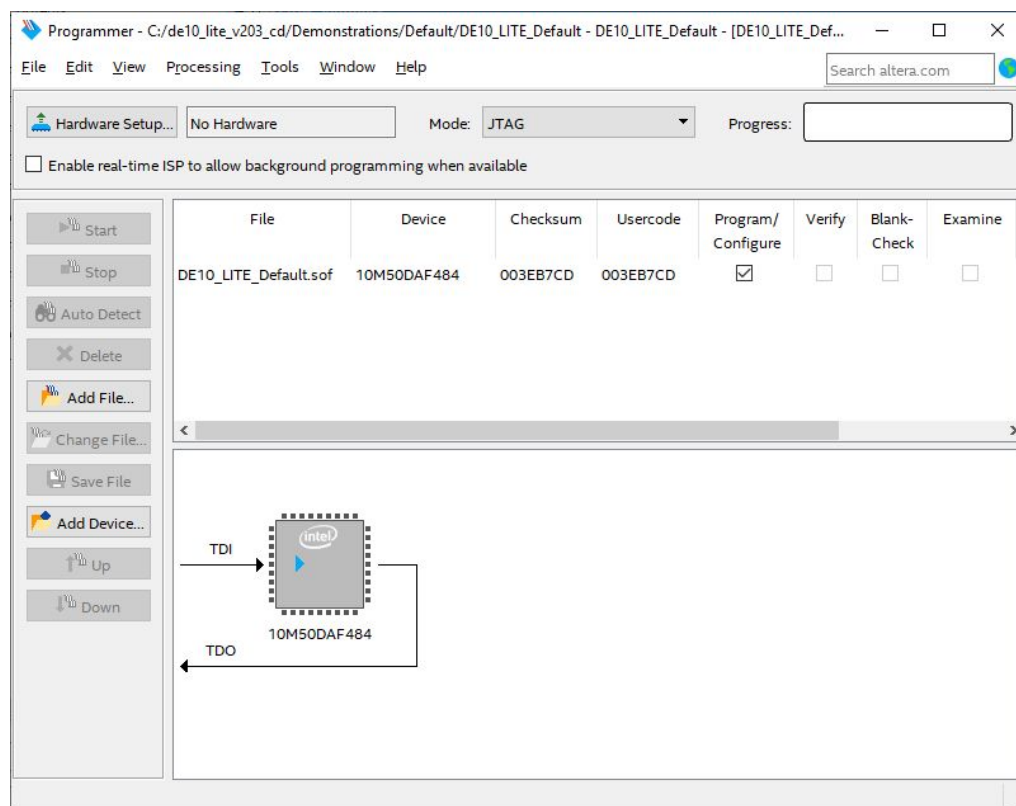 Programmer - C:/de10_lite_v203_cd/Demonstrations/Default/DE10_LITE_Default - DE10_LITE_Default - [DE10_LITE_Def...
File Edit View Processing Tools Window Help
Search altera.com
Hardware Setup... No Hardware Mode: JTAG Progress:
Enable real-time ISP to allow background programming when available
Start
Stop
Auto Detect
Delete
Add File...
Change File...
Save File
Add Device...
Up
Down
File Device Checksum Usercode Program/ Verify Blank- Examine
Configure Check
DE10_LITE_Default.sof 10M50DAF484 003EB7CD 003EB7CD
intel
TDI
10M50DAF484
TDO